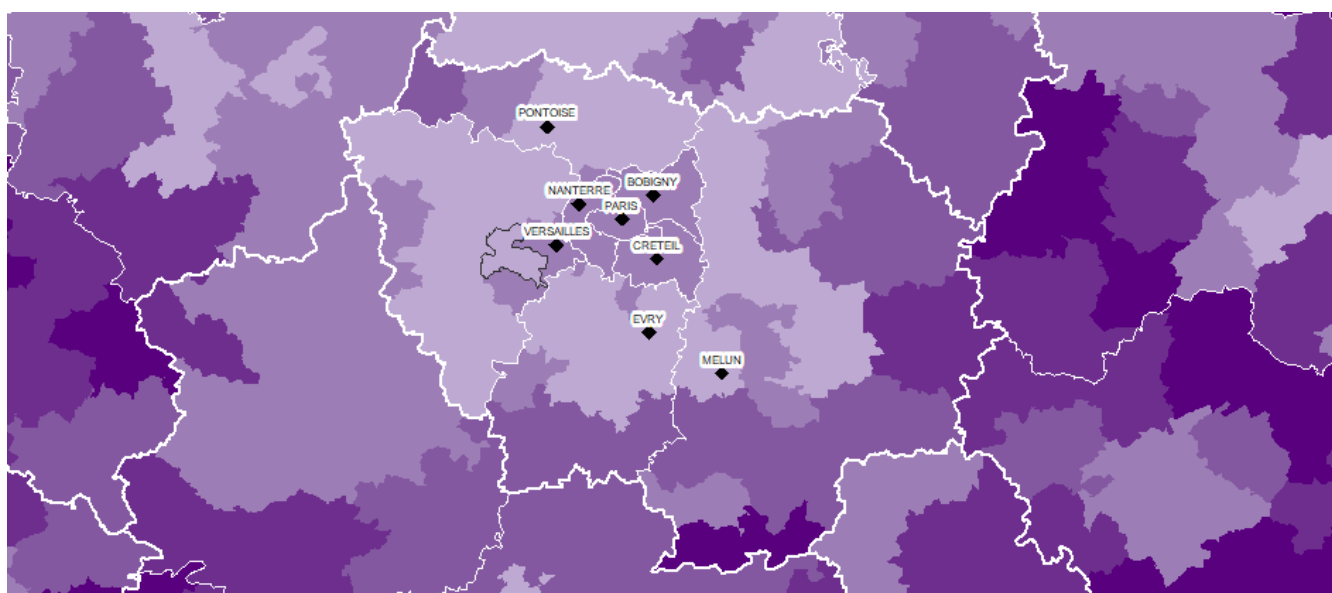 PONTOISE
NANTERRE
BOBIGNY
PARIS
VERSAILLES
CRETEIL
EVRY
MELUN